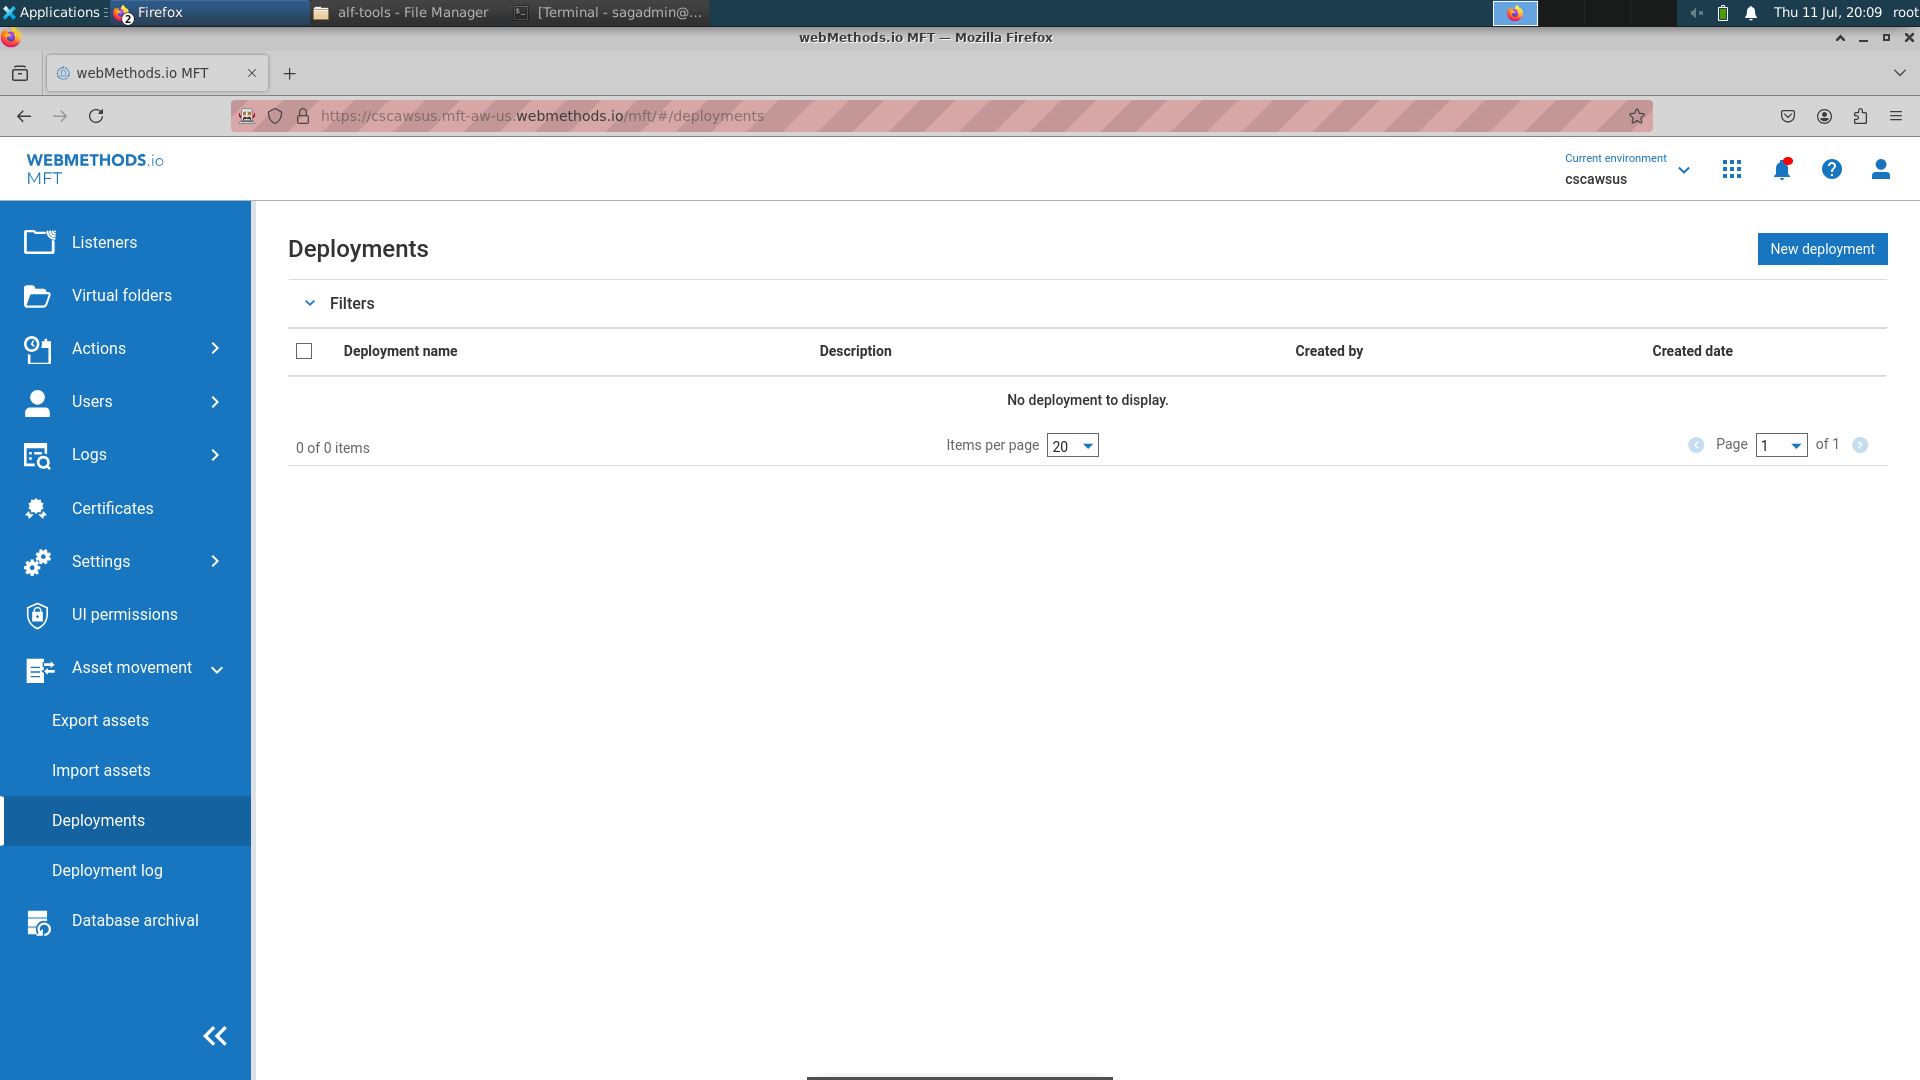 Applications
2
Firefox
alf-tools - File Manager
[Terminal - sagadmin@...
Thu 11 Jul, 20:09
root
webMethods.io MFT — Mozilla Firefox
webMethods.io MFT
https://cscawsus.mft-aw-us.webmethods.io/mft/#/deployments
WEBMETHODS.io
MFT
Current environment
cscawsus
Listeners
Virtual folders
Actions
Users
Logs
Certificates
Settings
UI permissions
Asset movement
Export assets
Import assets
Deployments
Deployment log
Database archival
Deployments
New deployment
Filters
Deployment name Description Created by Created date
No deployment to display.
0 of 0 items Items per page 20 Page 1 of 1